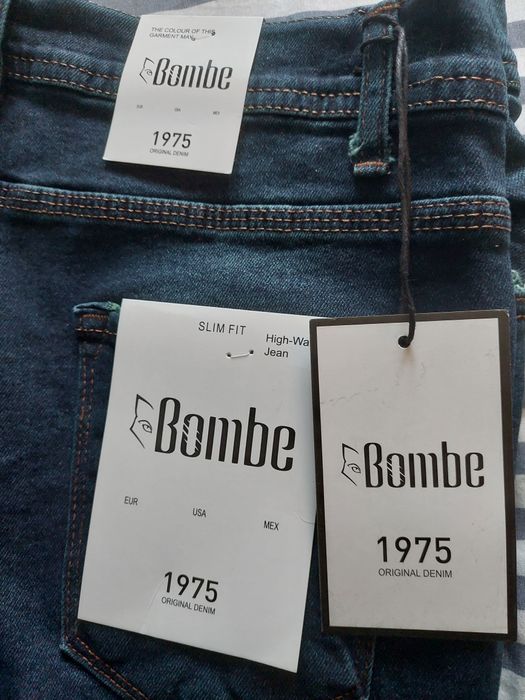 THE COLOUR OF THIS
GARMENT MAY
Bombe
EUR USA MEX
1975
ORIGINAL DENIM
SLIM FIT
High-Wa
Jean
Bombe
EUR
USA
MEX
1975
ORIGINAL DENIM
Bombe
1975
ORIGINAL DENIM